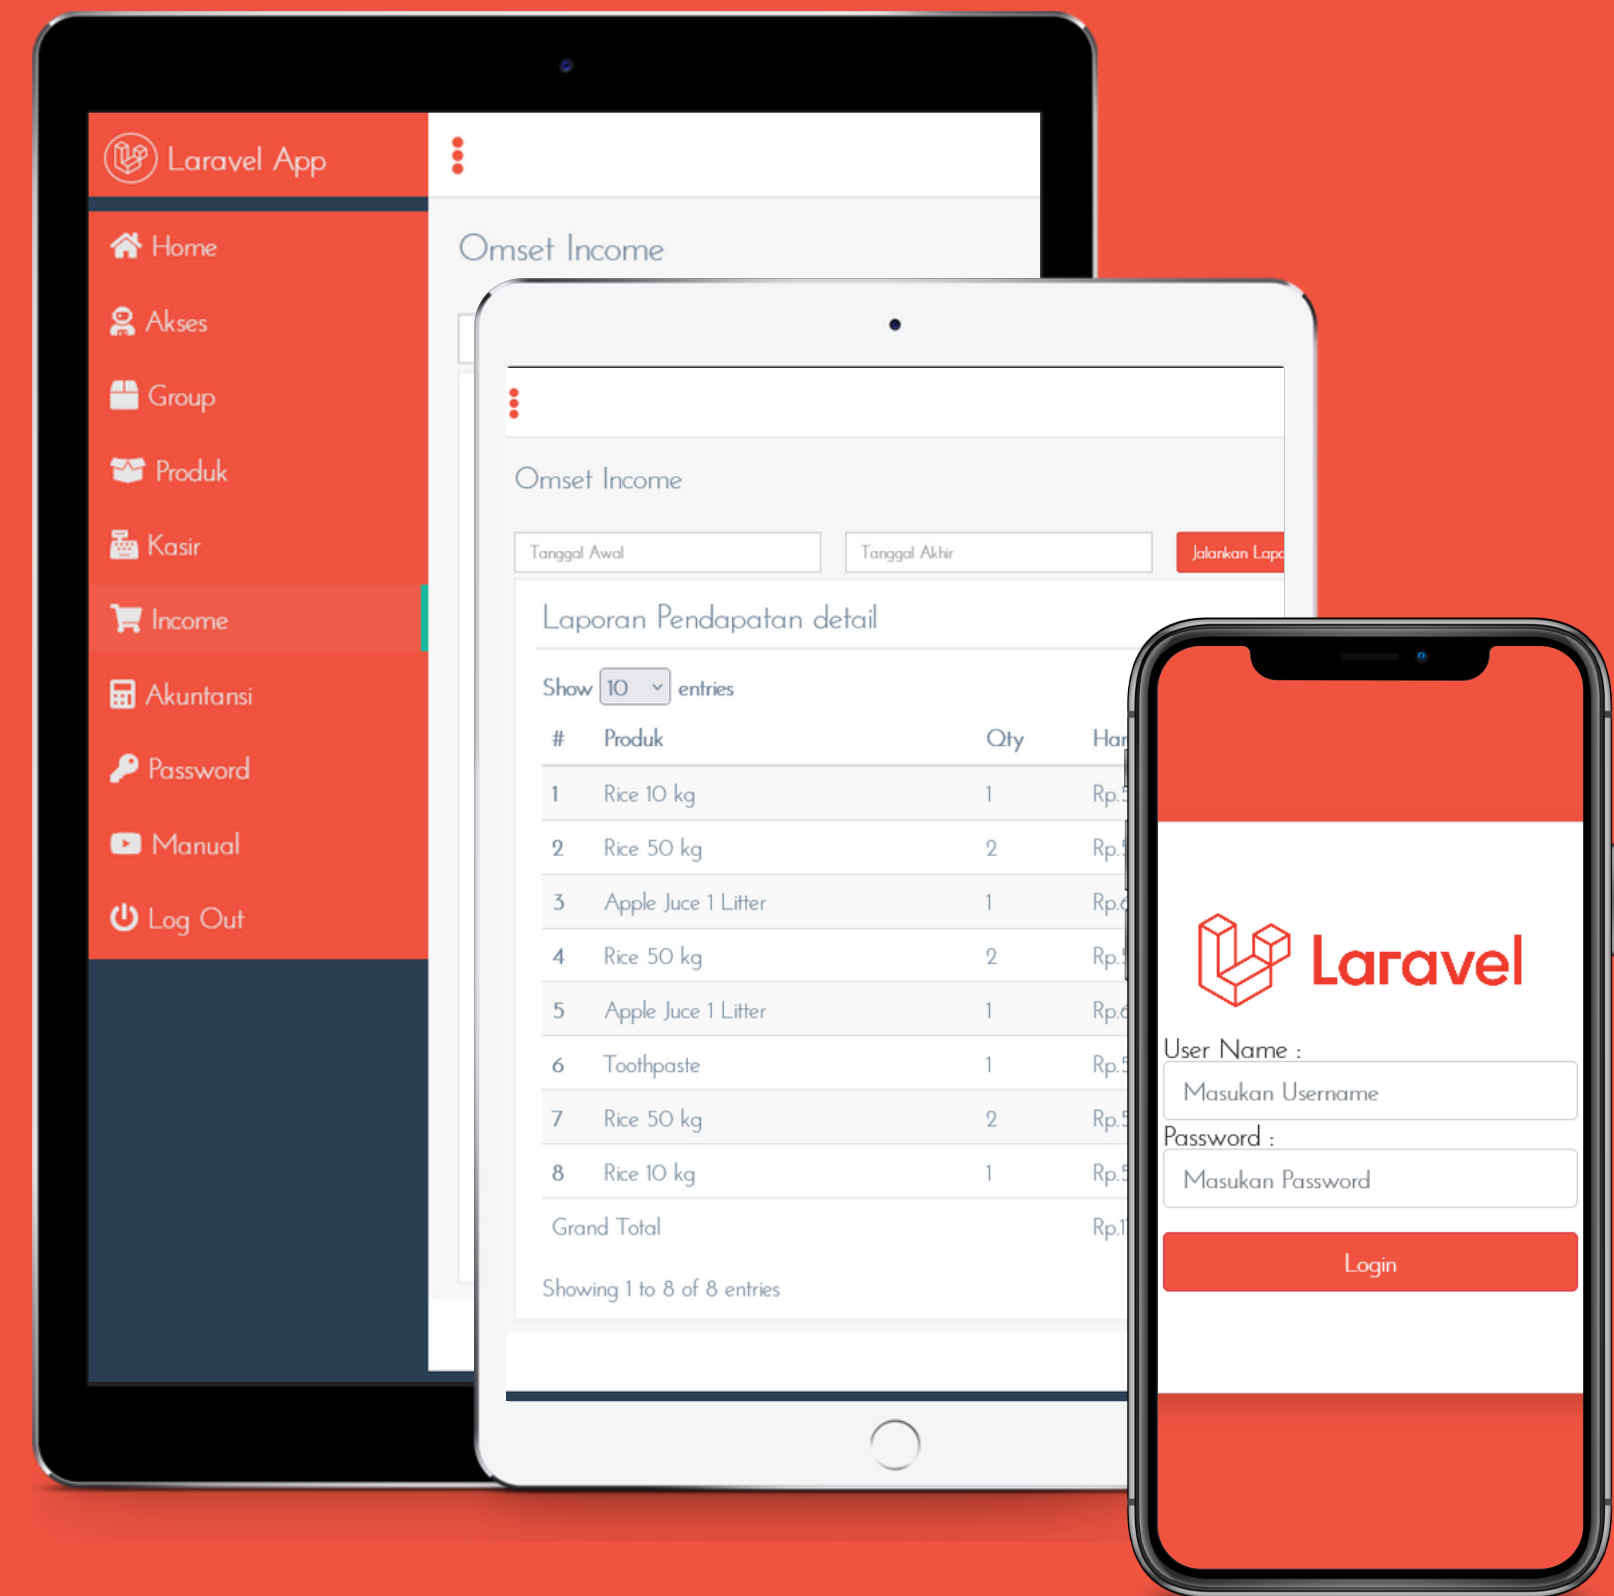 Laravel App
Home
Akses
Group
Produk
Kasir
Income
Akuntansi
Password
Manual
Log Out
Omset Income
Omset Income
Tanggal Awal
Tanggal Akhir
Jalankan
Laporan Pendapatan detail
Show 10 entries
# Produk Qty
1 Rice 10 kg 1
2 Rice 50 kg 2
3 Apple Juce 1 Litter 1
4 Rice 50 kg 2
5 Apple Juce 1 Litter 1
6 Toothpaste 1
7 Rice 50 kg 2
8 Rice 10 kg 1
Grand Total
Showing 1 to 8 of 8 entries
Laravel
User Name :
Masukan Username
Password :
Masukan Password
Login